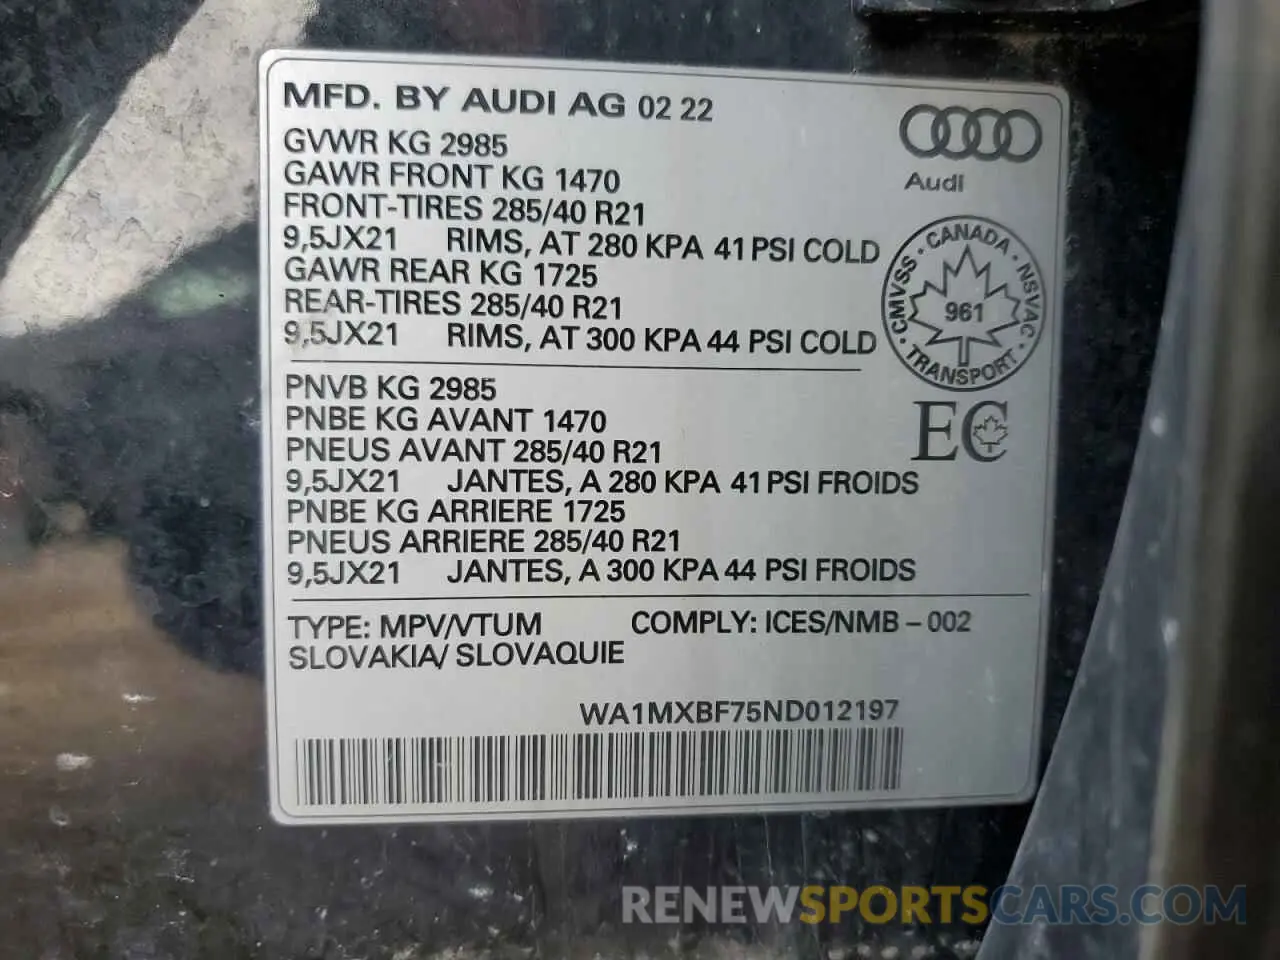 MFD. BY AUDI AG 02 22
GVWR KG 2985
GAWR FRONT KG 1470
FRONT-TIRES 285/40 R21
9,5JX21 RIMS, AT 280 KPA 41 PSI COLD
GAWR REAR KG 1725
REAR-TIRES 285/40 R21
9,5JX21 RIMS, AT 300 KPA 44 PSI COLD
Audi
CANADA · NSVAC · TRANSPORT · CMVSS ·
961
EC
PNVB KG 2985
PNBE KG AVANT 1470
PNEUS AVANT 285/40 R21
9,5JX21 JANTES, A 280 KPA 41 PSI FROIDS
PNBE KG ARRIERE 1725
PNEUS ARRIERE 285/40 R21
9,5JX21 JANTES, A 300 KPA 44 PSI FROIDS
TYPE: MPV/VTUM COMPLY: ICES/NMB – 002
SLOVAKIA/ SLOVAQUIE
WA1MXBF75ND012197
RENEWSPORTSCARS.COM